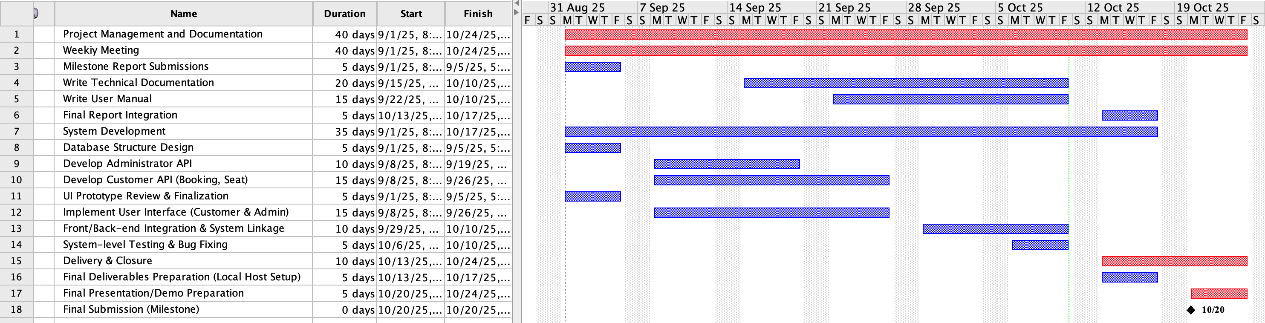 Name Duration Start Finish 31 Aug 25 7 Sep 25 14 Sep 25 21 Sep 25 28 Sep 25 5 Oct 25 12 Oct 25 19 Oct 25
F S S M T W T F S S M T W T F S S M T W T F S S M T W T F S S M T W T F S S M T W T F S S M T W T F S S M T W T F S
1 Project Management and Documentation 40 days 9/1/25, 8:... 10/24/25,...
2 Weekiy Meeting 40 days 9/1/25, 8:... 10/24/25,...
3 Milestone Report Submissions 5 days 9/1/25, 8:... 9/5/25, 5:...
4 Write Technical Documentation 20 days 9/15/25, ... 10/10/25,...
5 Write User Manual 15 days 9/22/25, ... 10/10/25,...
6 Final Report Integration 5 days 10/13/25,... 10/17/25,...
7 System Development 35 days 9/1/25, 8:... 10/17/25,...
8 Database Structure Design 5 days 9/1/25, 8:... 9/5/25, 5:...
9 Develop Administrator API 10 days 9/8/25, 8:... 9/19/25, ...
10 Develop Customer API (Booking, Seat) 15 days 9/8/25, 8:... 9/26/25, ...
11 UI Prototype Review & Finalization 5 days 9/1/25, 8:... 9/5/25, 5:...
12 Implement User Interface (Customer & Admin) 15 days 9/8/25, 8:... 9/26/25, ...
13 Front/Back-end Integration & System Linkage 10 days 9/29/25, ... 10/10/25,...
14 System-level Testing & Bug Fixing 5 days 10/6/25, ... 10/10/25,...
15 Delivery & Closure 10 days 10/13/25,... 10/24/25,...
16 Final Deliverables Preparation (Local Host Setup) 5 days 10/13/25,... 10/17/25,...
17 Final Presentation/Demo Preparation 5 days 10/20/25,... 10/24/25,...
18 Final Submission (Milestone) 0 days 10/20/25,... 10/20/25,... 10/20